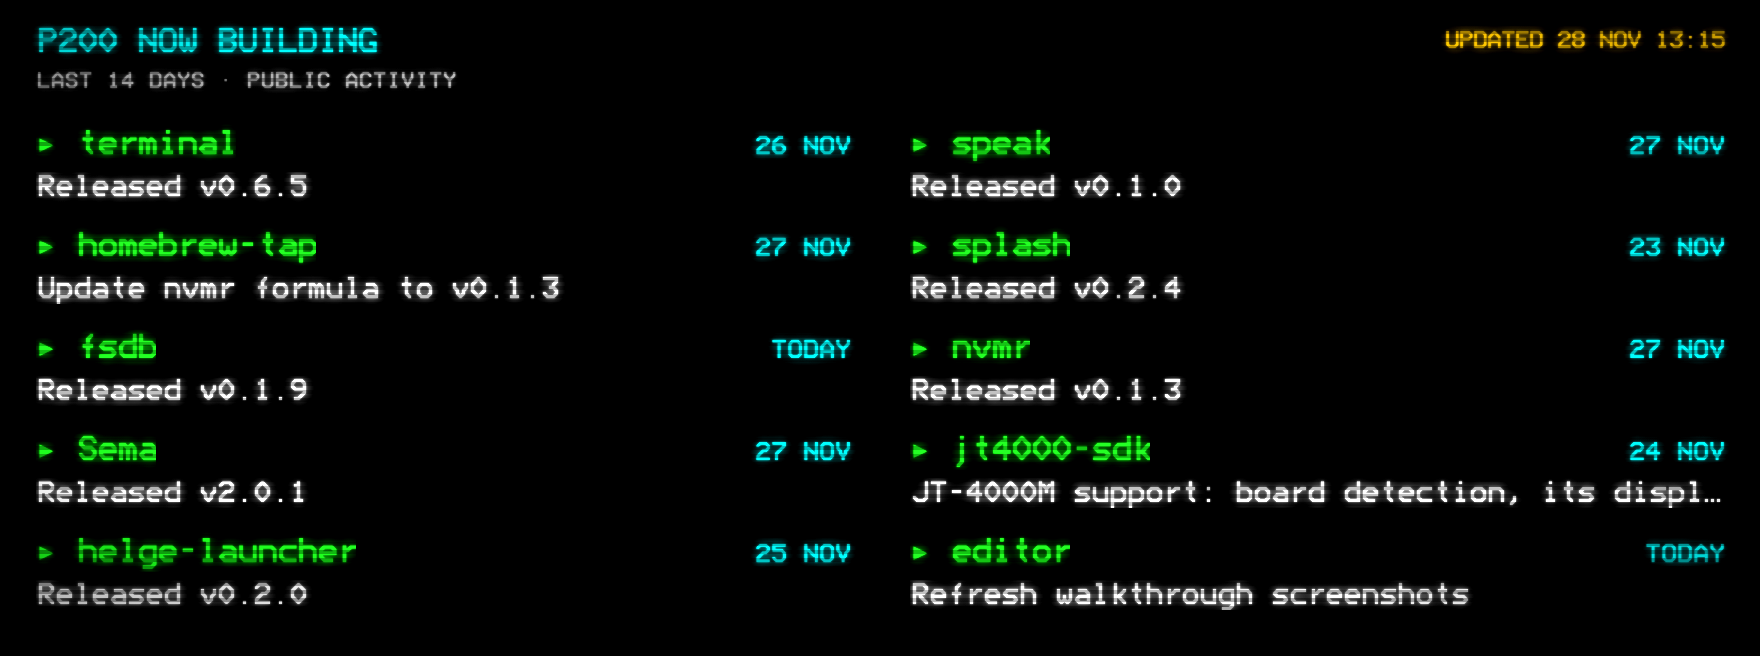 P200 NOW BUILDING
UPDATED 28 NOV 13:15
LAST 14 DAYS · PUBLIC ACTIVITY
▸ terminal 26 NOV
Released v0.6.5
▸ speak 27 NOV
Released v0.1.0
▸ homebrew-tap 27 NOV
Update nvmr formula to v0.1.3
▸ splash 23 NOV
Released v0.2.4
▸ fsdb TODAY
Released v0.1.9
▸ nvmr 27 NOV
Released v0.1.3
▸ Sema 27 NOV
Released v2.0.1
▸ jt4000-sdk 24 NOV
JT-4000M support: board detection, its displ…
▸ helge-launcher 25 NOV
Released v0.2.0
▸ editor TODAY
Refresh walkthrough screenshots